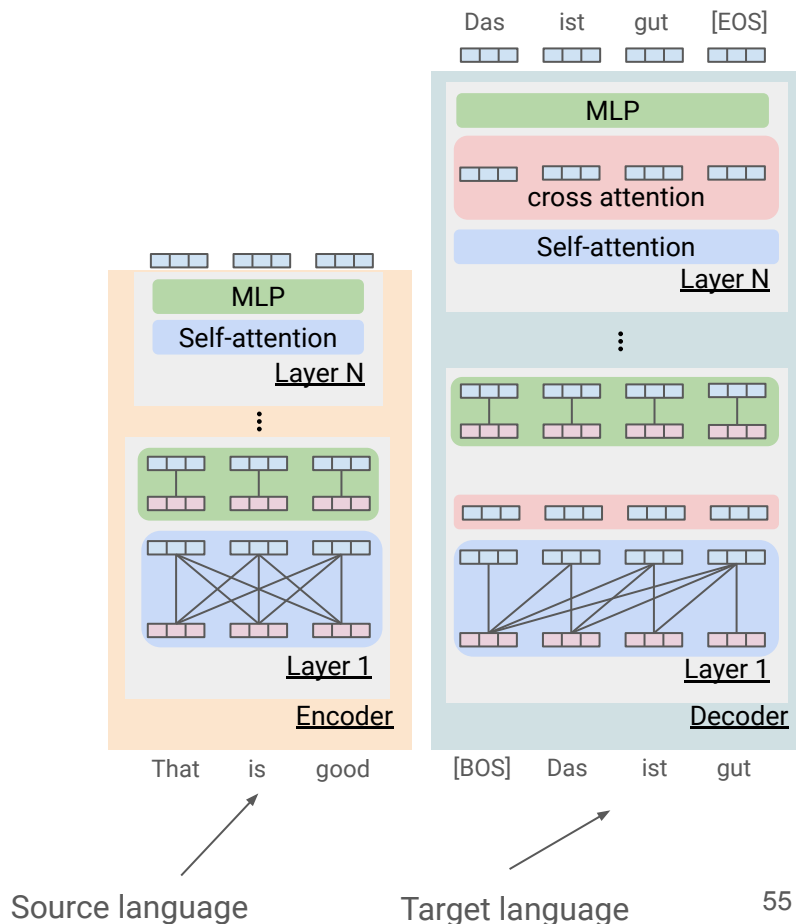 Das ist gut [EOS]
MLP
cross attention
Self-attention
Layer N
MLP
Self-attention
Layer N
Layer 1
Encoder
Layer 1
Decoder
That is good
[BOS] Das ist gut
Source language
Target language
55